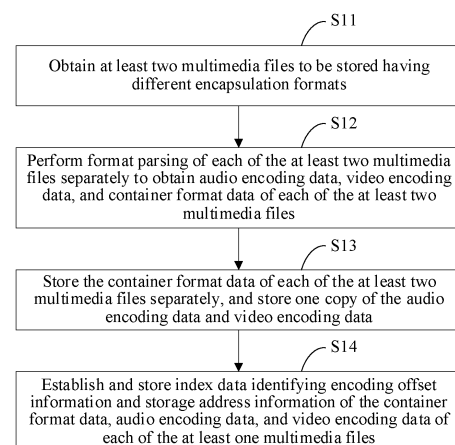 S11
Obtain at least two multimedia files to be stored having
different encapsulation formats
S12
Perform format parsing of each of the at least two multimedia
files separately to obtain audio encoding data, video encoding
data, and container format data of each of the at least two
multimedia files
S13
Store the container format data of each of the at least two
multimedia files separately, and store one copy of the audio
encoding data and video encoding data
S14
Establish and store index data identifying encoding offset
information and storage address information of the container
format data, audio encoding data, and video encoding data of
each of the at least one multimedia files